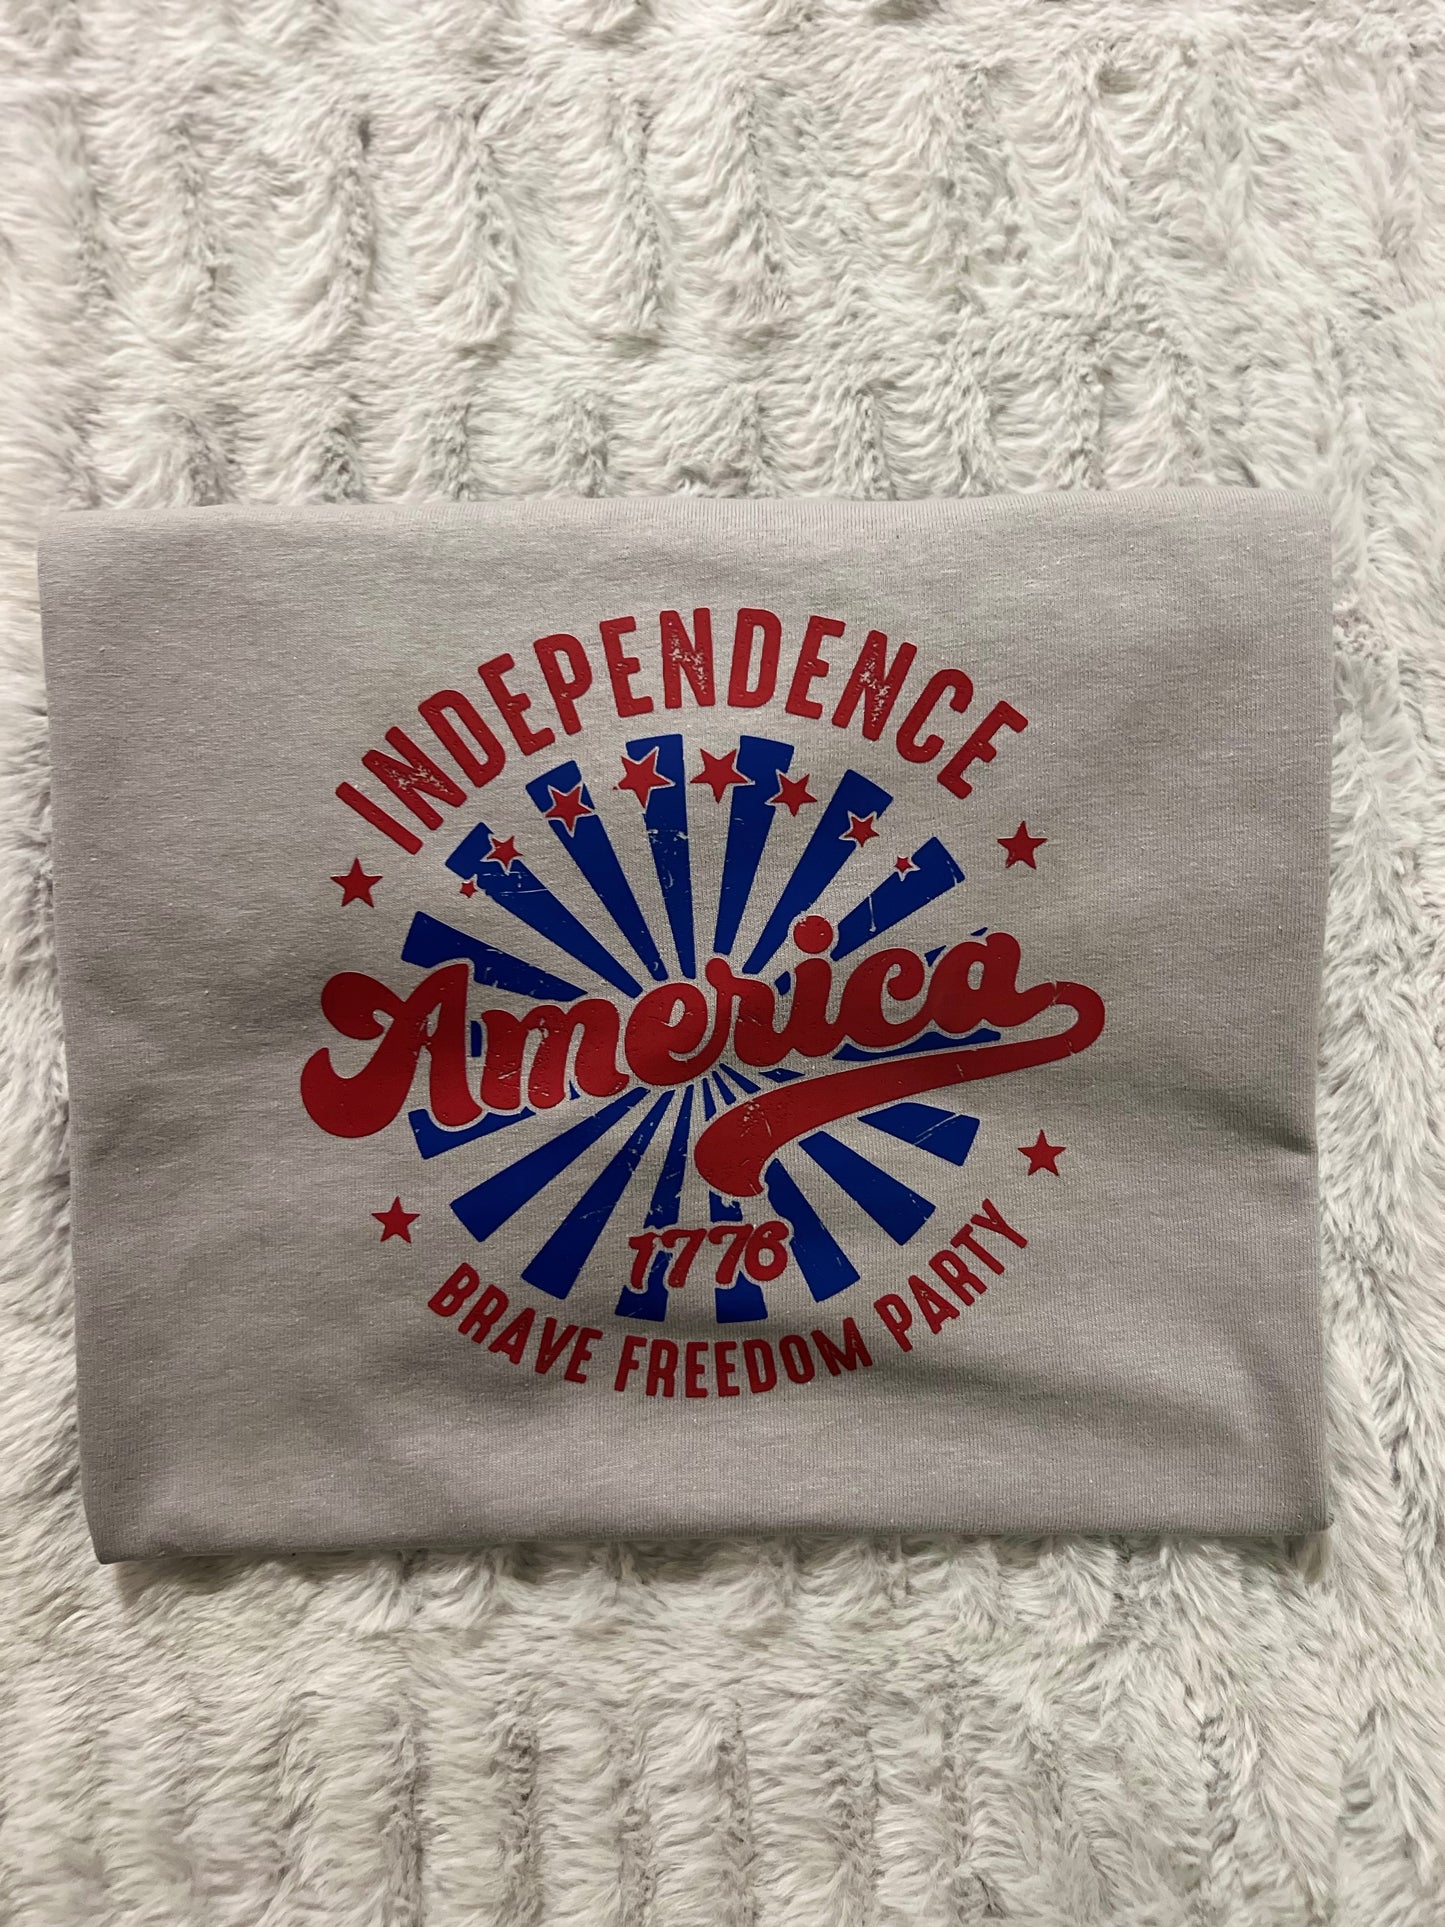 INDEPENDENCE
America
1776
BRAVE FREEDOM PARTY